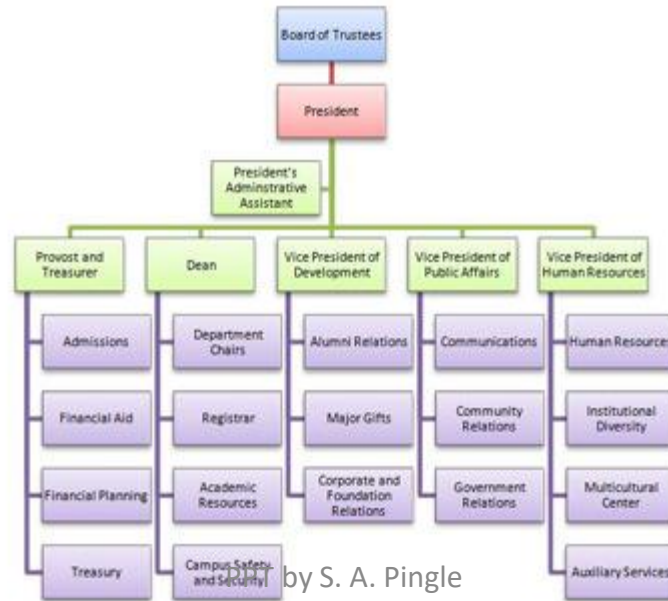 Board of Trustees
President
President's
Adminstrative
Assistant
Provost and
Treasurer
Dean
Vice President of
Development
Vice President of
Public Affairs
Vice President of
Human Resources
Admissions
Department
Chairs
Alumni Relations
Communications
Human Resources
Financial Aid
Registrar
Major Gifts
Community
Relations
Institutional
Diversity
Financial Planning
Academic
Resources
Corporate and
Foundation
Relations
Government
Relations
Multicultural
Center
Treasury
Campus Safety
and Security
Auxiliary Services
PPT by S. A. Pingle